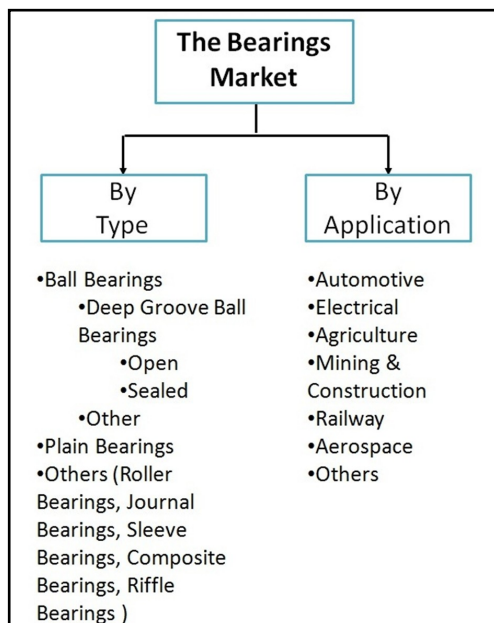 The Bearings
Market
By
Type
•Ball Bearings
•Deep Groove Ball
Bearings
•Open
•Sealed
•Other
•Plain Bearings
•Others (Roller
Bearings, Journal
Bearings, Sleeve
Bearings, Composite
Bearings, Riffle
Bearings )
By
Application
•Automotive
•Electrical
•Agriculture
•Mining &
Construction
•Railway
•Aerospace
•Others